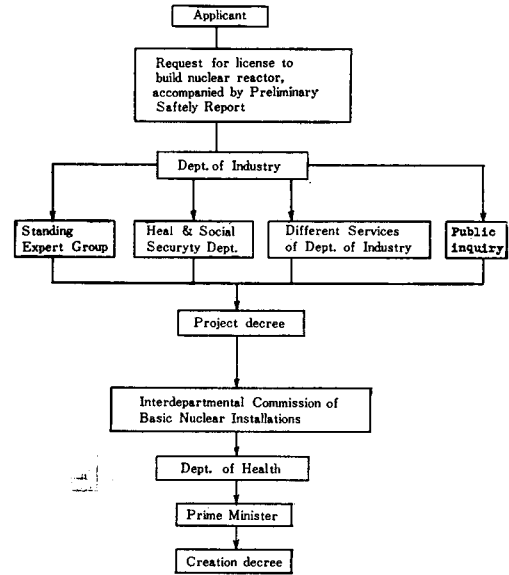 Applicant
Request for license to
build nuclear reactor,
accompanied by Preliminary
Saftely Report
Dept. of Industry
Standing
Expert Group
Heal & Social
Securyty Dept.
Different Services
of Dept. of Industry
Public
inquiry
Project decree
Interdepartmental Commission of
Basic Nuclear Installations
Dept. of Health
Prime Minister
Creation decree